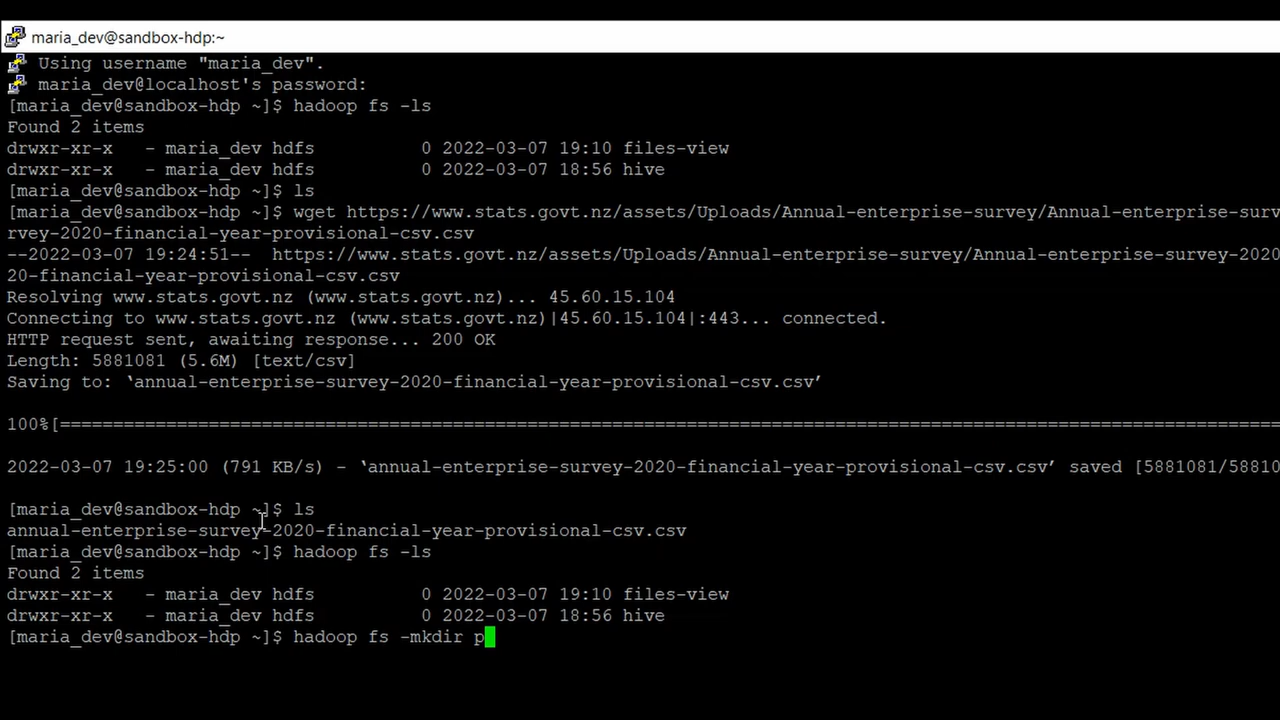 maria_dev@sandbox-hdp:~
Using username "maria_dev".
maria_dev@localhost's password:
[maria_dev@sandbox-hdp ~]$ hadoop fs -ls
Found 2 items
drwxr-xr-x   - maria_dev hdfs          0 2022-03-07 19:10 files-view
drwxr-xr-x   - maria_dev hdfs          0 2022-03-07 18:56 hive
[maria_dev@sandbox-hdp ~]$ ls
[maria_dev@sandbox-hdp ~]$ wget https://www.stats.govt.nz/assets/Uploads/Annual-enterprise-survey/Annual-enterprise-surv
rvey-2020-financial-year-provisional-csv.csv
--2022-03-07 19:24:51--  https://www.stats.govt.nz/assets/Uploads/Annual-enterprise-survey/Annual-enterprise-survey-2020
20-financial-year-provisional-csv.csv
Resolving www.stats.govt.nz (www.stats.govt.nz)... 45.60.15.104
Connecting to www.stats.govt.nz (www.stats.govt.nz)|45.60.15.104|:443... connected.
HTTP request sent, awaiting response... 200 OK
Length: 5881081 (5.6M) [text/csv]
Saving to: ‘annual-enterprise-survey-2020-financial-year-provisional-csv.csv’
100%[======================================================================================================================
2022-03-07 19:25:00 (791 KB/s) - ‘annual-enterprise-survey-2020-financial-year-provisional-csv.csv’ saved [5881081/58810
[maria_dev@sandbox-hdp ~]$ ls
annual-enterprise-survey-2020-financial-year-provisional-csv.csv
[maria_dev@sandbox-hdp ~]$ hadoop fs -ls
Found 2 items
drwxr-xr-x   - maria_dev hdfs          0 2022-03-07 19:10 files-view
drwxr-xr-x   - maria_dev hdfs          0 2022-03-07 18:56 hive
[maria_dev@sandbox-hdp ~]$ hadoop fs -mkdir p